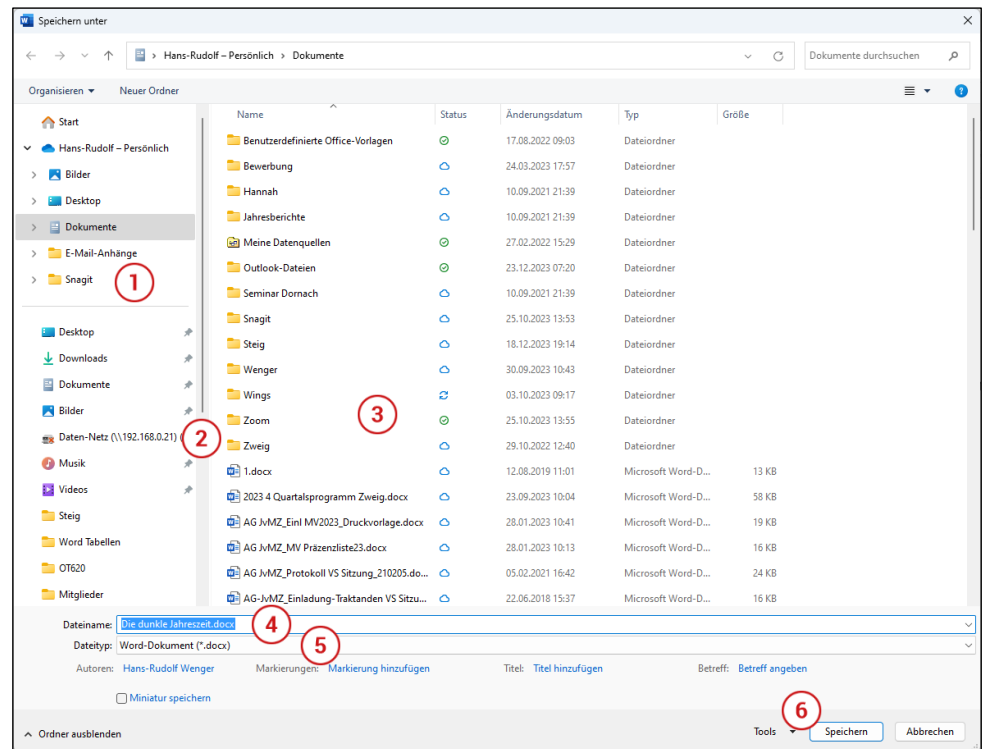 Speichern unter
Hans-Rudolf – Persönlich > Dokumente
Dokumente durchsuchen
Organisieren
Neuer Ordner
Start
Hans-Rudolf – Persönlich
Bilder
Desktop
Dokumente
E-Mail-Anhänge
Snagit
1
Desktop
Downloads
Dokumente
Bilder
Daten-Netz (\\192.168.0.21) (
2
Musik
Videos
Steig
Word Tabellen
OT620
Mitglieder
Name Status Änderungsdatum Typ Größe
Benutzerdefinierte Office-Vorlagen 17.08.2022 09:03 Dateiordner
Bewerbung 24.03.2023 17:57 Dateiordner
Hannah 10.09.2021 21:39 Dateiordner
Jahresberichte 10.09.2021 21:39 Dateiordner
Meine Datenquellen 27.02.2022 15:29 Dateiordner
Outlook-Dateien 23.12.2023 07:20 Dateiordner
Seminar Dornach 10.09.2021 21:39 Dateiordner
Snagit 25.10.2023 13:53 Dateiordner
Steig 18.12.2023 19:14 Dateiordner
Wenger 30.09.2023 10:43 Dateiordner
Wings 03.10.2023 09:17 Dateiordner
3
Zoom 25.10.2023 13:55 Dateiordner
Zweig 29.10.2022 12:40 Dateiordner
1.docx 12.08.2019 11:01 Microsoft Word-D... 13 KB
2023 4 Quartalsprogramm Zweig.docx 23.09.2023 10:04 Microsoft Word-D... 58 KB
AG JvMZ_Einl MV2023_Druckvorlage.docx 28.01.2023 10:41 Microsoft Word-D... 19 KB
AG JvMZ_MV Präzenzliste23.docx 28.01.2023 10:13 Microsoft Word-D... 16 KB
AG JvMZ_Protokoll VS Sitzung_210205.do... 05.02.2021 16:42 Microsoft Word-D... 24 KB
AG-JvMZ_Einladung-Traktanden VS Sitzu... 22.06.2018 15:37 Microsoft Word-D... 16 KB
Dateiname: Die dunkle Jahreszeit.docx
4
Dateityp: Word-Dokument (*.docx)
5
Autoren: Hans-Rudolf Wenger Markierungen: Markierung hinzufügen Titel: Titel hinzufügen Betreff: Betreff angeben
Miniatur speichern
6
Ordner ausblenden
Tools
Speichern
Abbrechen